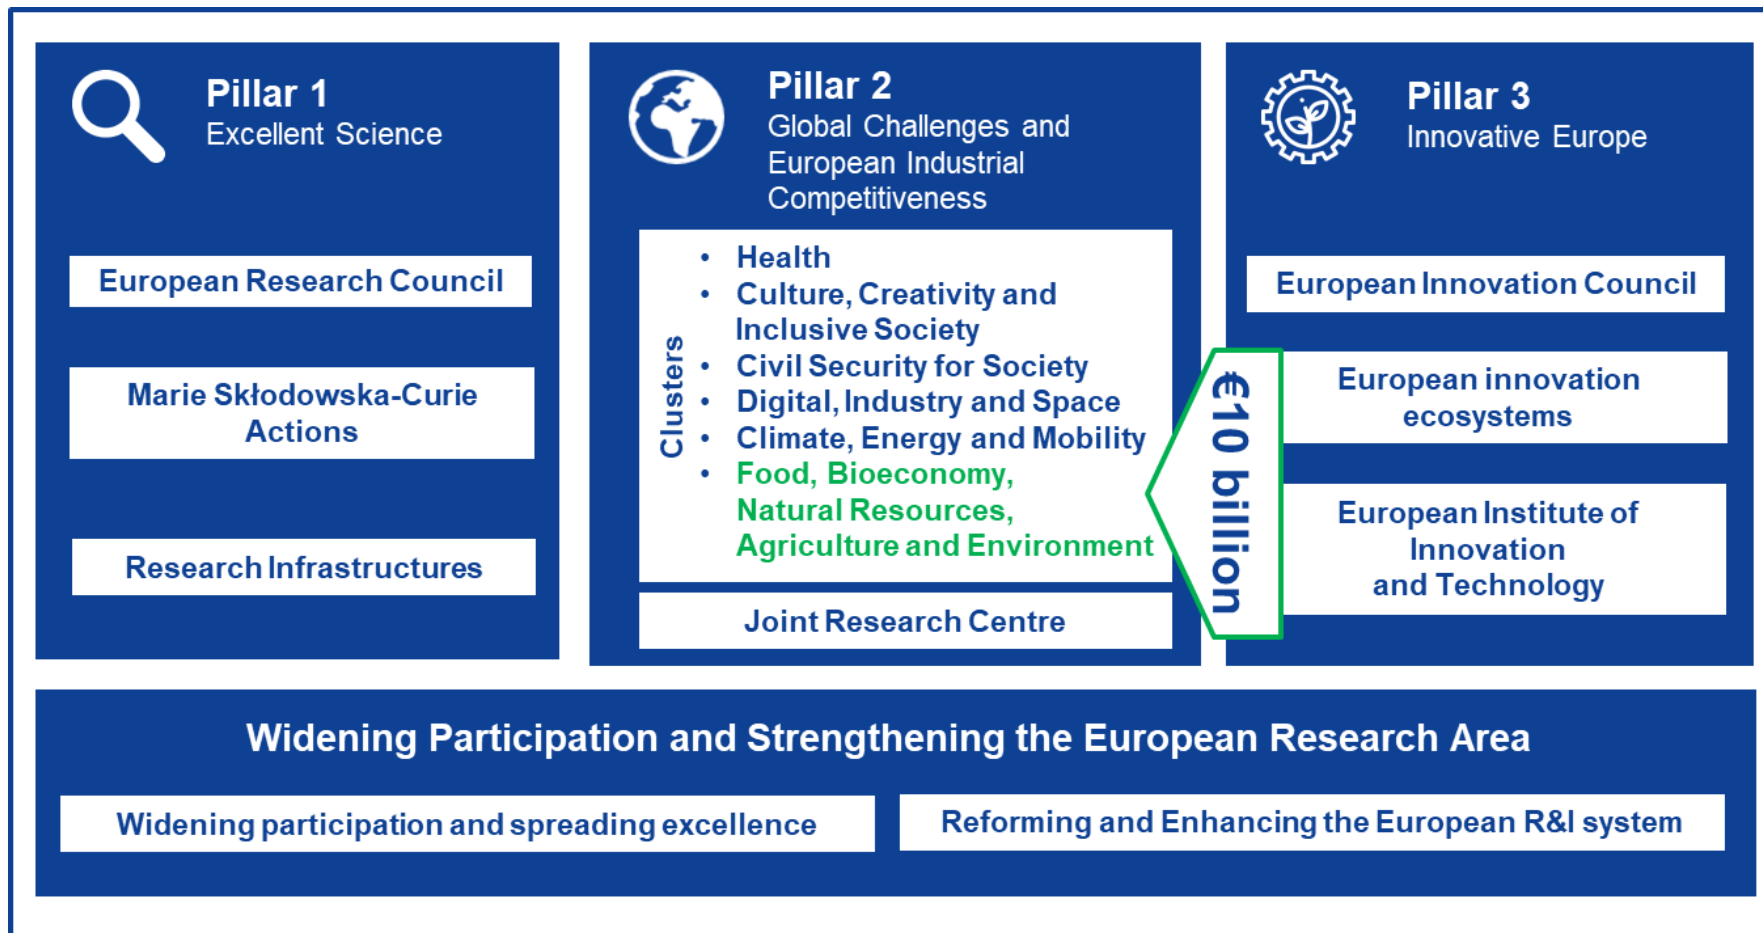 Pillar 1
Excellent Science
European Research Council
Marie Skłodowska-Curie
Actions
Research Infrastructures
Pillar 2
Global Challenges and
European Industrial
Competitiveness
Clusters
• Health
• Culture, Creativity and
Inclusive Society
• Civil Security for Society
• Digital, Industry and Space
• Climate, Energy and Mobility
• Food, Bioeconomy,
Natural Resources,
Agriculture and Environment
Joint Research Centre
€10 billion
Pillar 3
Innovative Europe
European Innovation Council
European innovation
ecosystems
European Institute of
Innovation
and Technology
Widening Participation and Strengthening the European Research Area
Widening participation and spreading excellence
Reforming and Enhancing the European R&I system